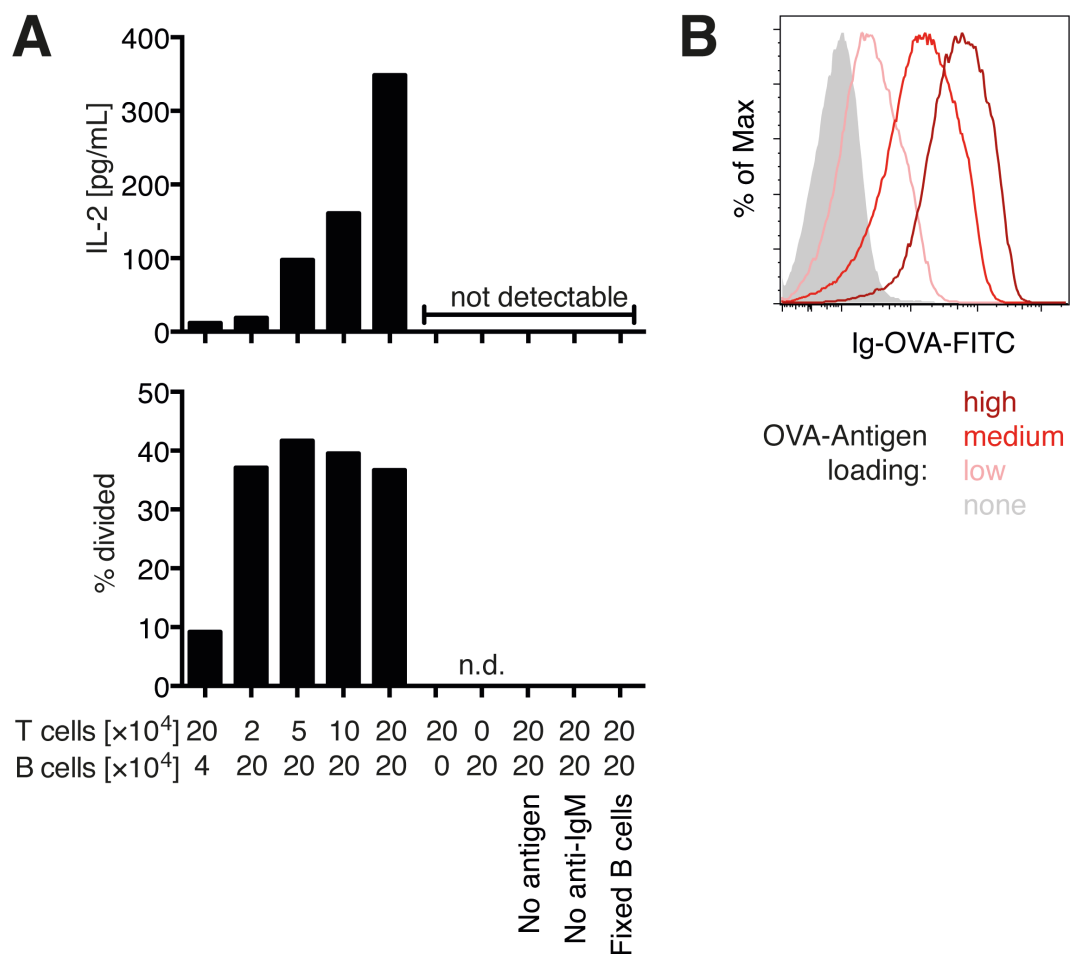 A
400
300
200
100
0
IL-2 [pg/mL]
not detectable
50
40
30
20
10
0
% divided
n.d.
T cells [×10⁴] 20 2 5 10 20 20 0 20 20 20
B cells [×10⁴] 4 20 20 20 20 0 20 20 20 20
No antigen
No anti-IgM
Fixed B cells
B
% of Max
Ig-OVA-FITC
OVA-Antigen
loading:
high
medium
low
none